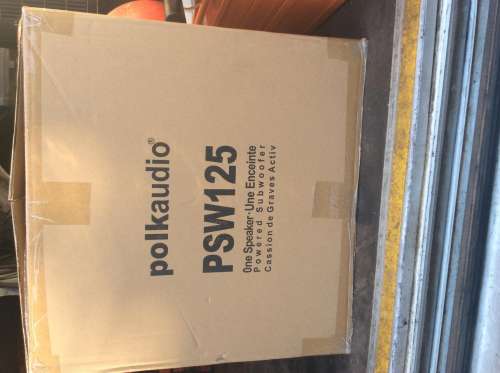 polkaudio®
PSW125
One Speaker·Une Enceinte
Powered Subwoofer
Cassion de Graves Activ